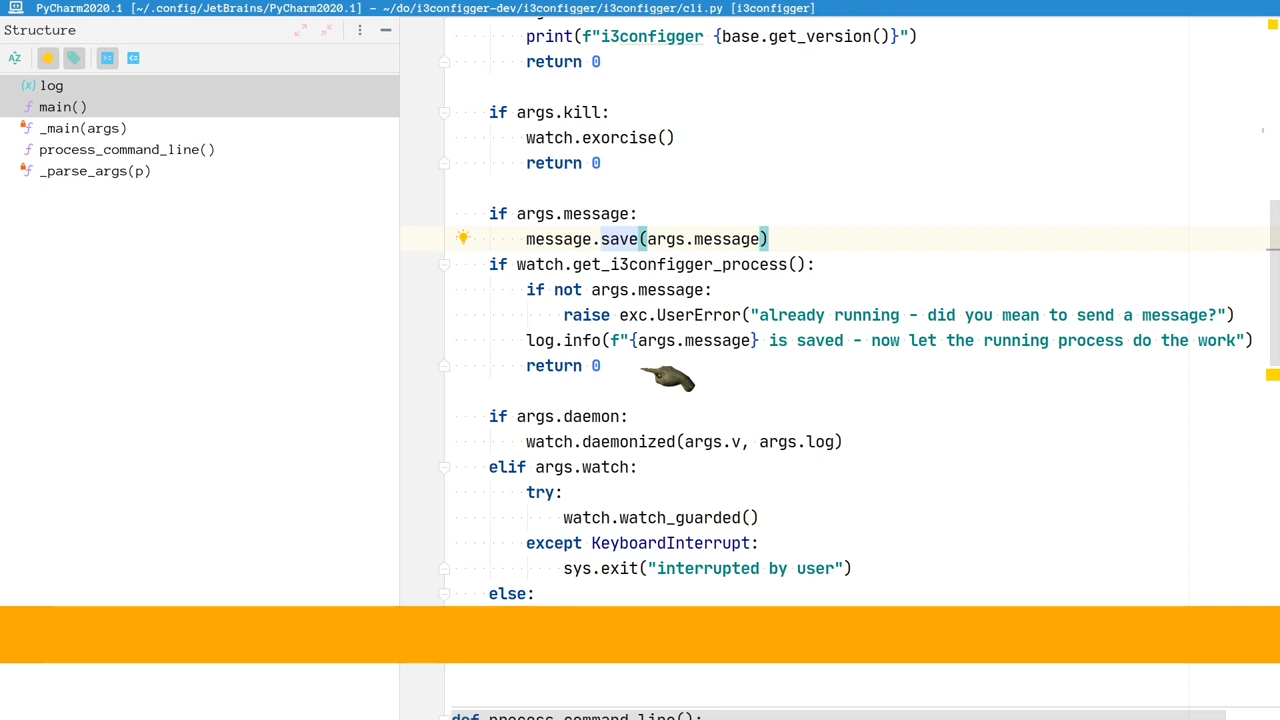 PyCharm2020.1 [~/.config/JetBrains/PyCharm2020.1] – ~/do/i3configger-dev/i3configger/i3configger/cli.py [i3configger]
Structure
AZ
(x) log
f main()
f _main(args)
f process_command_line()
f _parse_args(p)
print(f"i3configger {base.get_version()}")
return 0
if args.kill:
watch.exorcise()
return 0
if args.message:
message.save(args.message)
if watch.get_i3configger_process():
if not args.message:
raise exc.UserError("already running - did you mean to send a message?")
log.info(f"{args.message} is saved - now let the running process do the work")
return 0
if args.daemon:
watch.daemonized(args.v, args.log)
elif args.watch:
try:
watch.watch_guarded()
except KeyboardInterrupt:
sys.exit("interrupted by user")
else:
def process_command_line():